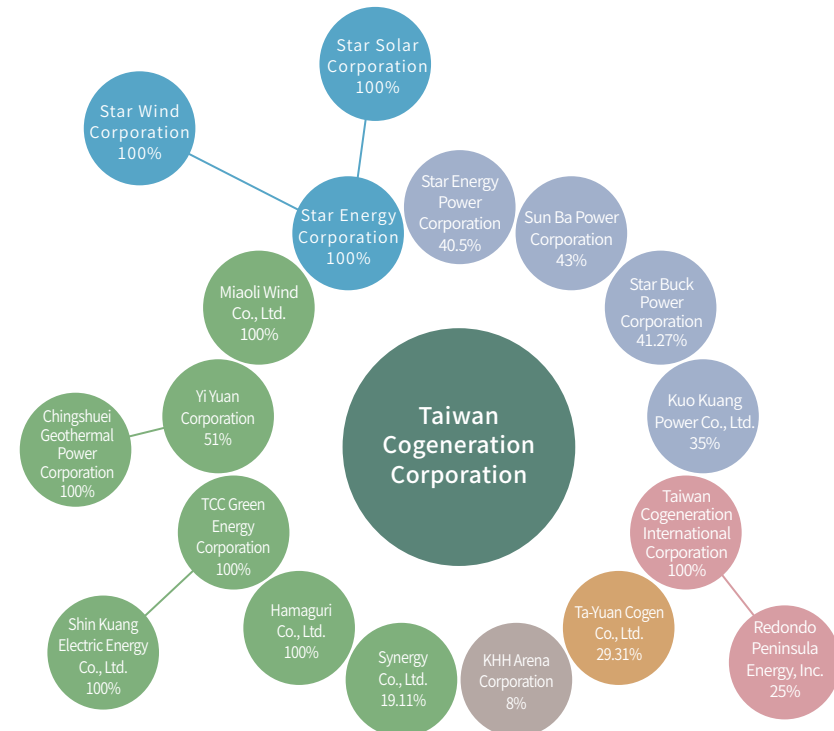 Star Solar
Corporation
100%
Star Wind
Corporation
100%
Star Energy
Corporation
100%
Star Energy
Power
Corporation
40.5%
Sun Ba Power
Corporation
43%
Star Buck
Power
Corporation
41.27%
Kuo Kuang
Power Co., Ltd.
35%
Taiwan
Cogeneration
International
Corporation
100%
Redondo
Peninsula
Energy, Inc.
25%
Ta-Yuan Cogen
Co., Ltd.
29.31%
KHH Arena
Corporation
8%
Synergy
Co., Ltd.
19.11%
Hamaguri
Co., Ltd.
100%
TCC Green
Energy
Corporation
100%
Shin Kuang
Electric Energy
Co., Ltd.
100%
Yi Yuan
Corporation
51%
Chingshuei
Geothermal
Power
Corporation
100%
Miaoli Wind
Co., Ltd.
100%
Taiwan
Cogeneration
Corporation